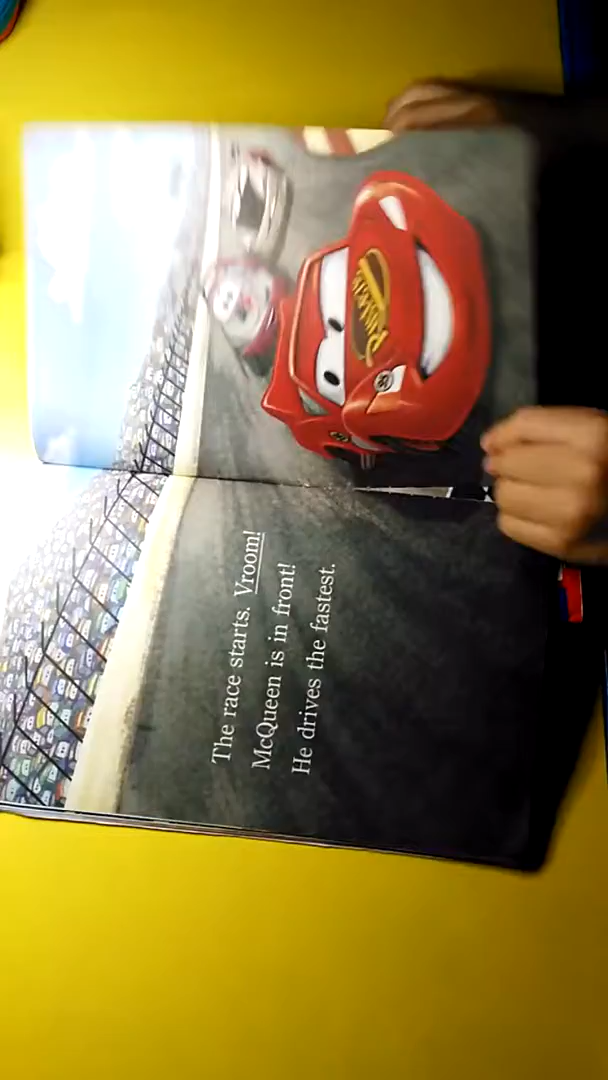 The race starts. Vroom!
McQueen is in front!
He drives the fastest.